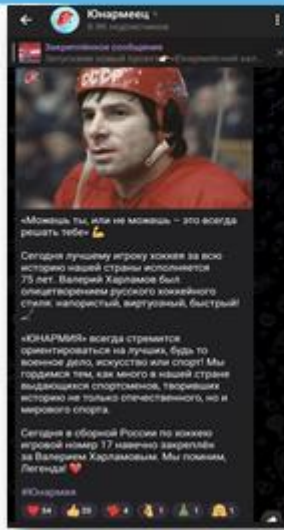 Юнармеец
Закреплённое сообщение
СССР
«Можешь ты, или не можешь – это всегда
решать тебе» 💪
Сегодня лучшему игроку хоккея за всю
историю нашей страны исполняется
75 лет. Валерий Харламов был
олицетворением русского хоккейного
стиля: напористый, виртуозный, быстрый!
«ЮНАРМИЯ» всегда стремится
ориентироваться на лучших, будь то
военное дело, искусство или спорт! Мы
гордимся тем, как много в нашей стране
выдающихся спортсменов, творивших
историю не только отечественного, но и
мирового спорта.
Сегодня в сборной России по хоккею
игровой номер 17 навечно закреплён
за Валерием Харламовым. Мы помним,
Легенда! ❤️
#Юнармия
4 1 1 1